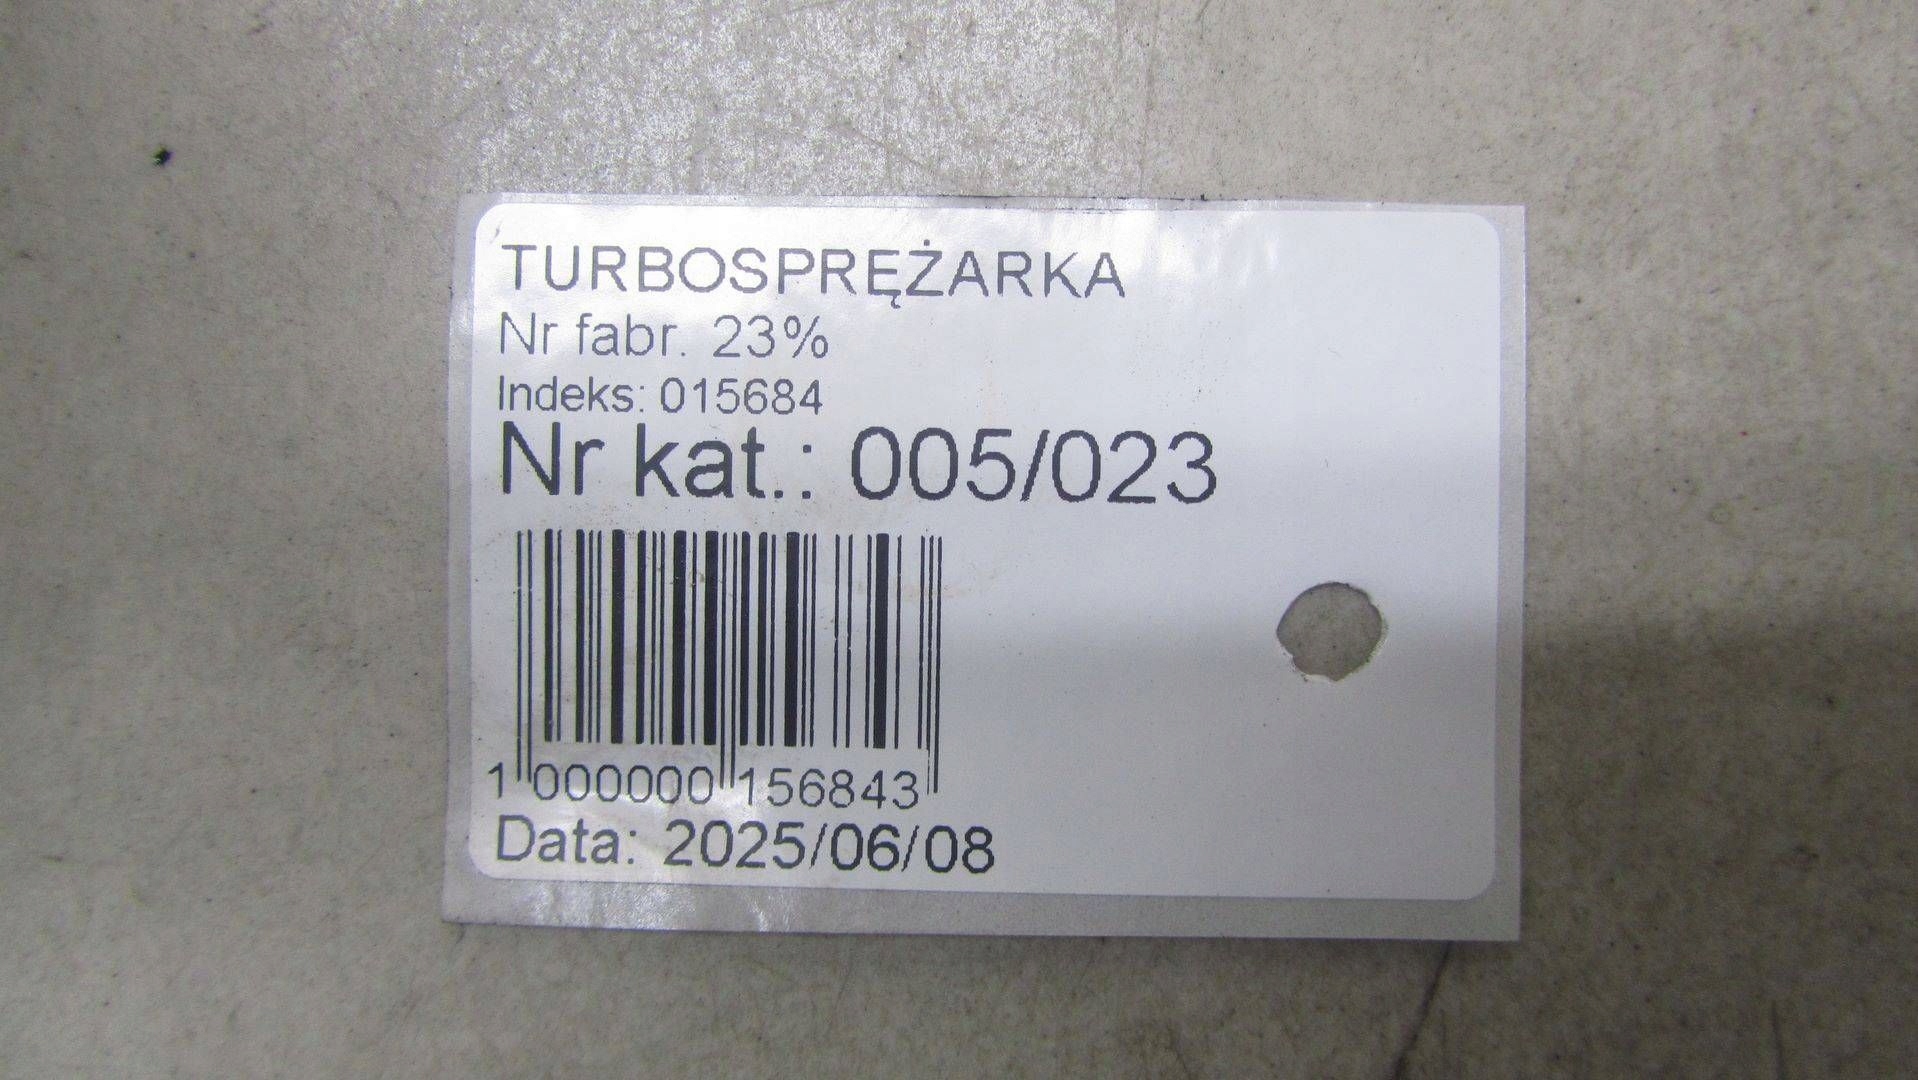 TURBOSPRĘŻARKA
Nr fabr. 23%
Indeks: 015684
Nr kat.: 005/023
1 000000 156843
Data: 2025/06/08